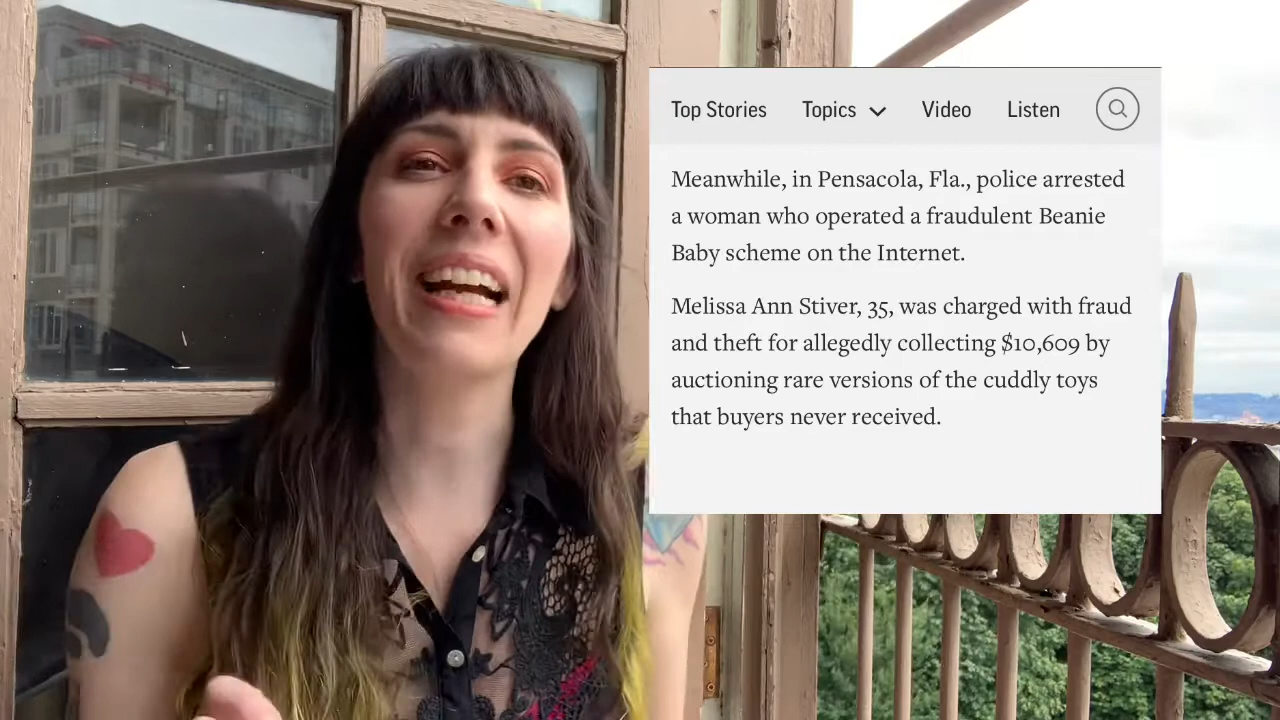 Top Stories Topics Video Listen
Meanwhile, in Pensacola, Fla., police arrested
a woman who operated a fraudulent Beanie
Baby scheme on the Internet.
Melissa Ann Stiver, 35, was charged with fraud
and theft for allegedly collecting $10,609 by
auctioning rare versions of the cuddly toys
that buyers never received.